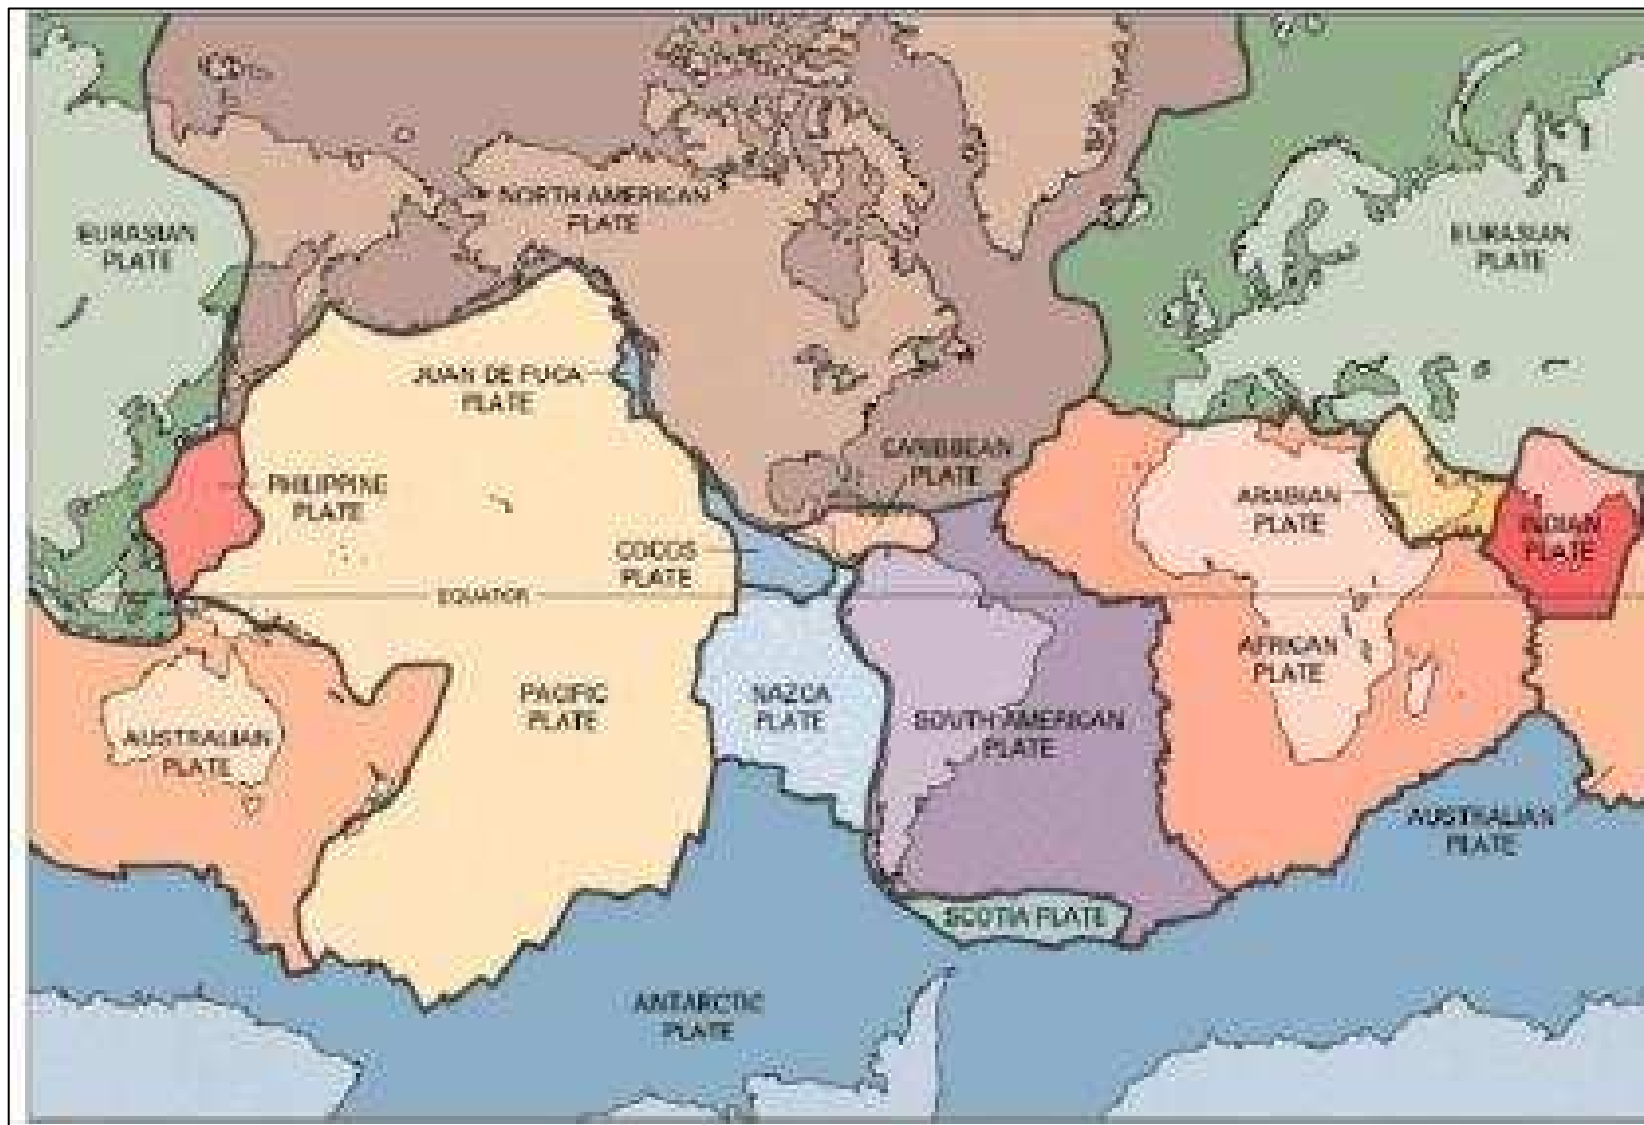 NORTH AMERICAN
PLATE
EURASIAN
PLATE
EURASIAN
PLATE
JUAN DE FUCA
PLATE
CARIBBEAN
PLATE
PHILIPPINE
PLATE
ARABIAN
PLATE
INDIAN
PLATE
COCOS
PLATE
EQUATOR
AFRICAN
PLATE
PACIFIC
PLATE
NAZCA
PLATE
SOUTH AMERICAN
PLATE
AUSTRALIAN
PLATE
AUSTRALIAN
PLATE
SCOTIA PLATE
ANTARCTIC
PLATE